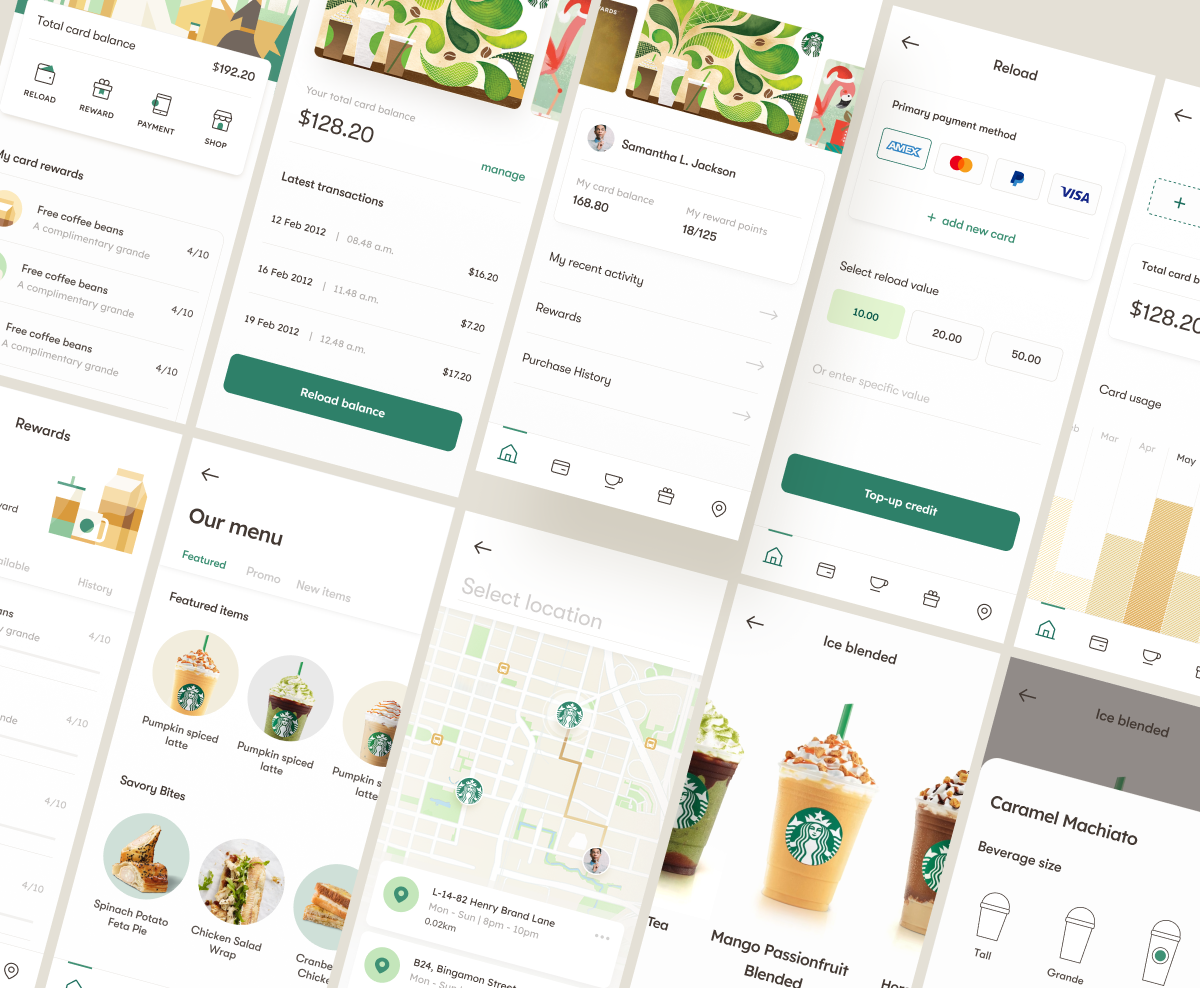 Total card balance
$192.20
RELOAD
REWARD
PAYMENT
SHOP
My card rewards
Free coffee beans
A complimentary grande
4/10
Free coffee beans
A complimentary grande
4/10
Free coffee beans
A complimentary grande
4/10
Your total card balance
$128.20
manage
Latest transactions
12 Feb 2012 | 08.48 a.m.
$16.20
16 Feb 2012 | 11.48 a.m.
$7.20
19 Feb 2012 | 12.48 a.m.
$17.20
Reload balance
Samantha L. Jackson
My card balance
168.80
My reward points
18/125
My recent activity
Rewards
Purchase History
Reload
Primary payment method
AMEX
VISA
+ add new card
Select reload value
10.00
20.00
50.00
Or enter specific value
Top-up credit
+
Total card b
$128.20
Card usage
Mar
Apr
May
Rewards
History
4/10
4/10
4/10
4/10
Our menu
Featured
Promo
New items
Featured items
Pumpkin spiced
latte
Pumpkin spiced
latte
Pumpkin s
latte
Savory Bites
Spinach Potato
Feta Pie
Chicken Salad
Wrap
Cranbe
Chicke
Select location
L-14-82 Henry Brand Lane
Mon - Sun | 8pm - 10pm
0.02km
B24, Bingamon Street
Mon - Sun
Ice blended
Tea
Mango Passionfruit
Blended
Ice blended
Caramel Machiato
Beverage size
Tall
Grande